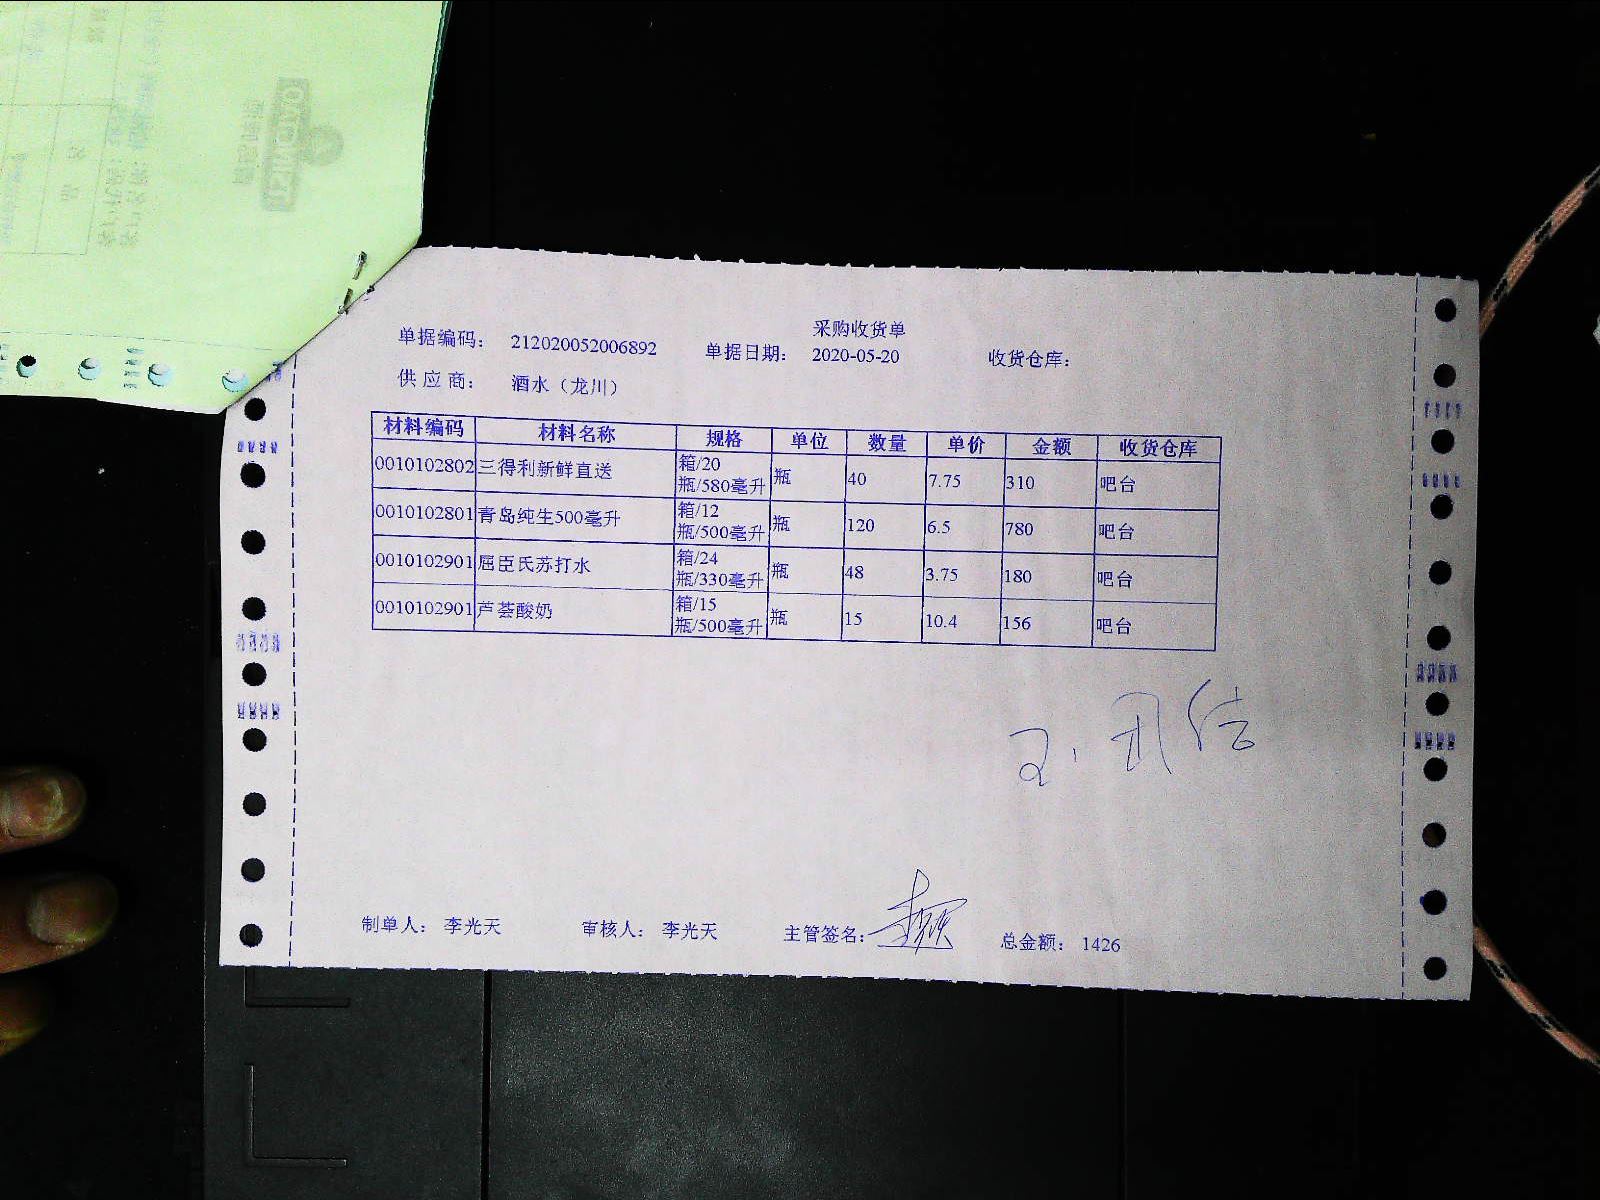 采购收货单
单据编码: 212020052006892 单据日期: 2020-05-20 收货仓库:
供 应 商: 酒水（龙川）
材料编码 材料名称 规格 单位 数量 单价 金额 收货仓库
0010102802 三得利新鲜直送 箱/20瓶/580毫升 瓶 40 7.75 310 吧台
0010102801 青岛纯生500毫升 箱/12瓶/500毫升 瓶 120 6.5 780 吧台
0010102901 屈臣氏苏打水 箱/24瓶/330毫升 瓶 48 3.75 180 吧台
0010102901 芦荟酸奶 箱/15瓶/500毫升 瓶 15 10.4 156 吧台
制单人: 李光天 审核人: 李光天 主管签名: 总金额: 1426